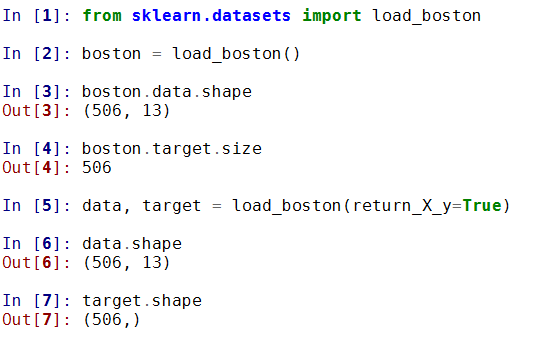 In [1]: from sklearn.datasets import load_boston
In [2]: boston = load_boston()
In [3]: boston.data.shape
Out[3]: (506, 13)
In [4]: boston.target.size
Out[4]: 506
In [5]: data, target = load_boston(return_X_y=True)
In [6]: data.shape
Out[6]: (506, 13)
In [7]: target.shape
Out[7]: (506,)